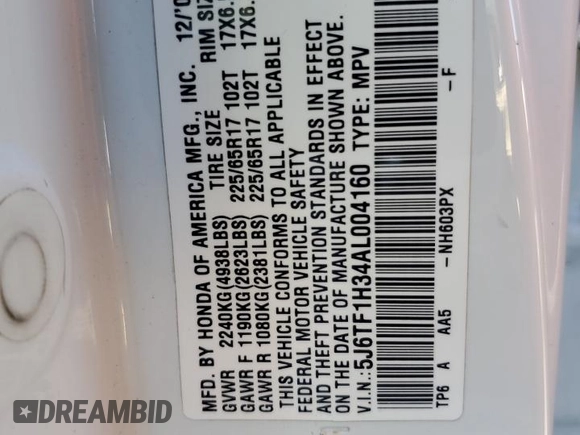 MFD. BY HONDA OF AMERICA MFG., INC. 12/
TIRE SIZE RIM SIZ
GVWR 2240KG(4938LBS)
GAWR F 1190KG(2623LBS) 225/65R17 102T 17X6.
GAWR R 1080KG(2381LBS) 225/65R17 102T 17X6.
THIS VEHICLE CONFORMS TO ALL APPLICABLE
FEDERAL MOTOR VEHICLE SAFETY
AND THEFT PREVENTION STANDARDS IN EFFECT
ON THE DATE OF MANUFACTURE SHOWN ABOVE.
V.I.N.: 5J6TF1H34AL004160 TYPE: MPV
TP6 A AA5 -NH603PX -F
DREAMBID